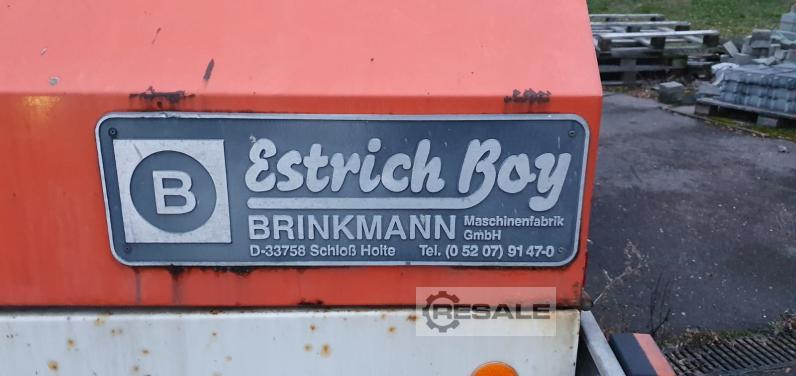 B
Estrich Boy
BRINKMANN Maschinenfabrik GmbH
D-33758 Schloß Holte Tel. (0 52 07) 91 47-0
RESALE